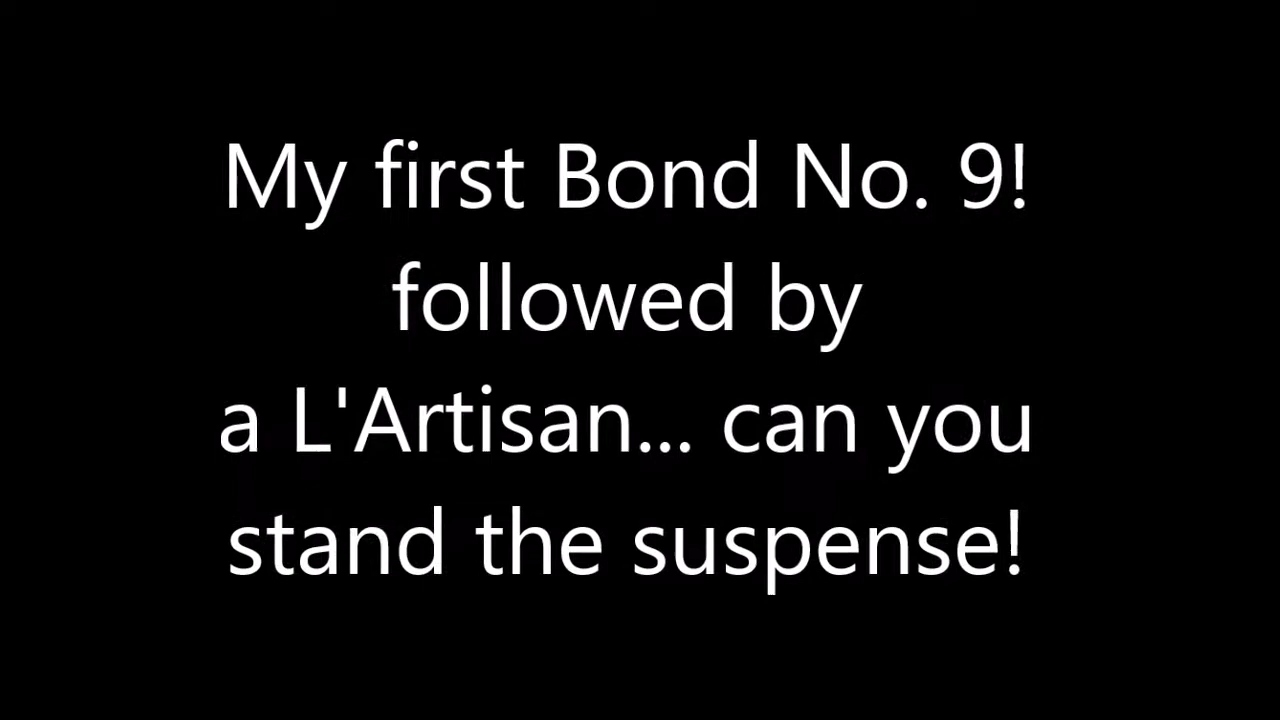 My first Bond No. 9!
followed by
a L'Artisan... can you
stand the suspense!